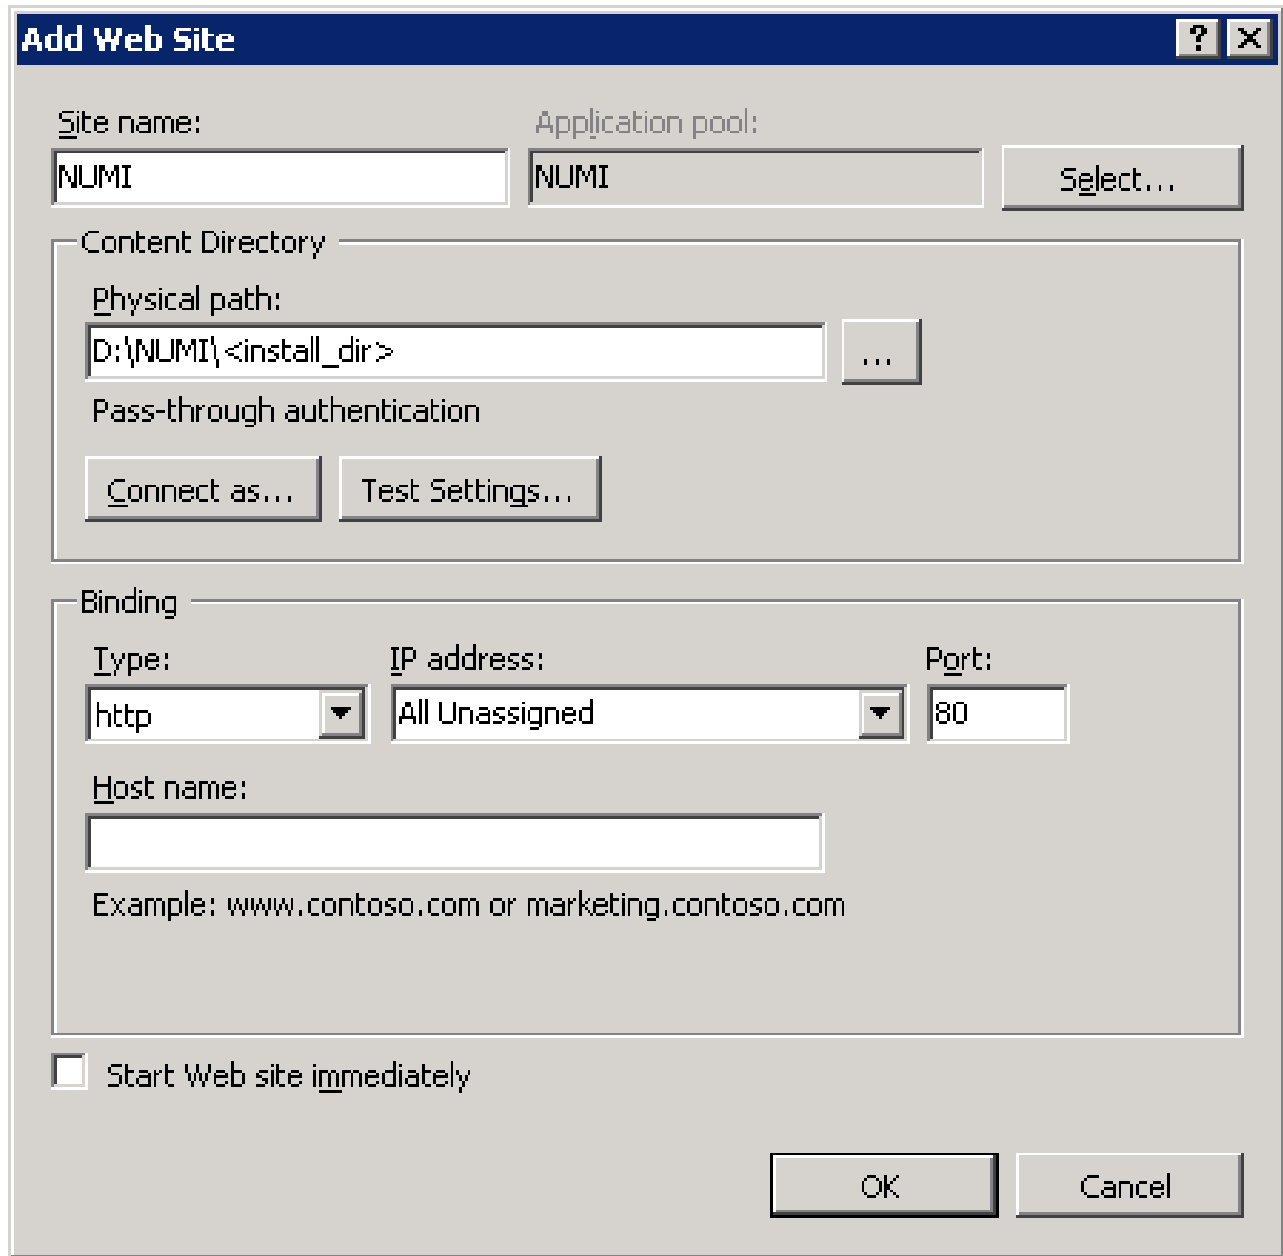 Add Web Site
Site name:
Application pool:
NUMI
NUMI
Select...
Content Directory
Physical path:
D:\NUMI\<install_dir>
...
Pass-through authentication
Connect as...
Test Settings...
Binding
Type:
IP address:
Port:
http
All Unassigned
80
Host name:
Example: www.contoso.com or marketing.contoso.com
Start Web site immediately
OK
Cancel